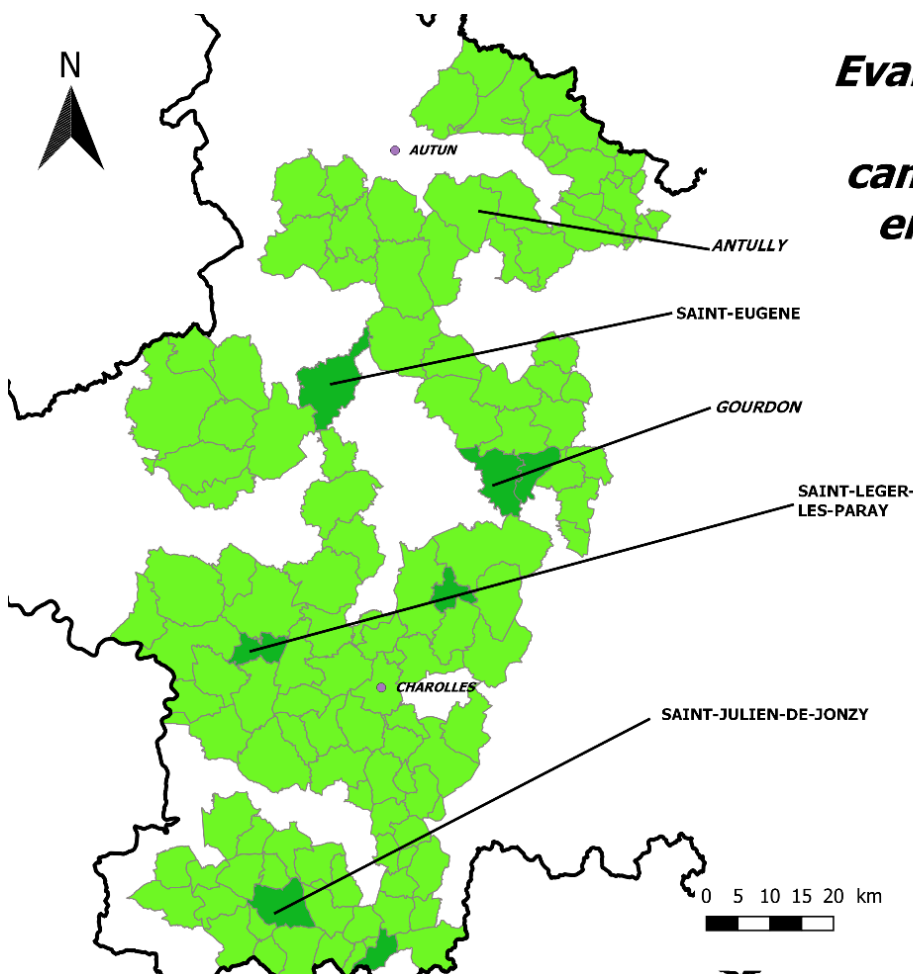 N
Eval
AUTUN
can
er
ANTULLY
SAINT-EUGENE
GOURDON
SAINT-LEGER-
LES-PARAY
CHAROLLES
SAINT-JULIEN-DE-JONZY
0 5 10 15 20 km